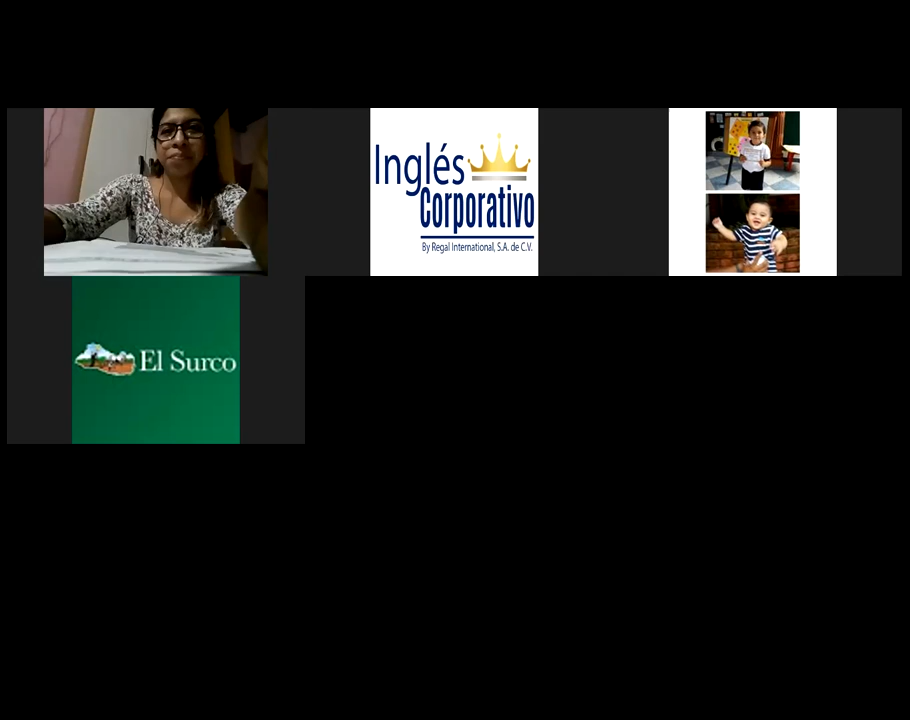 Inglés
Corporativo
By Regal International, S.A. de C.V.
El Surco